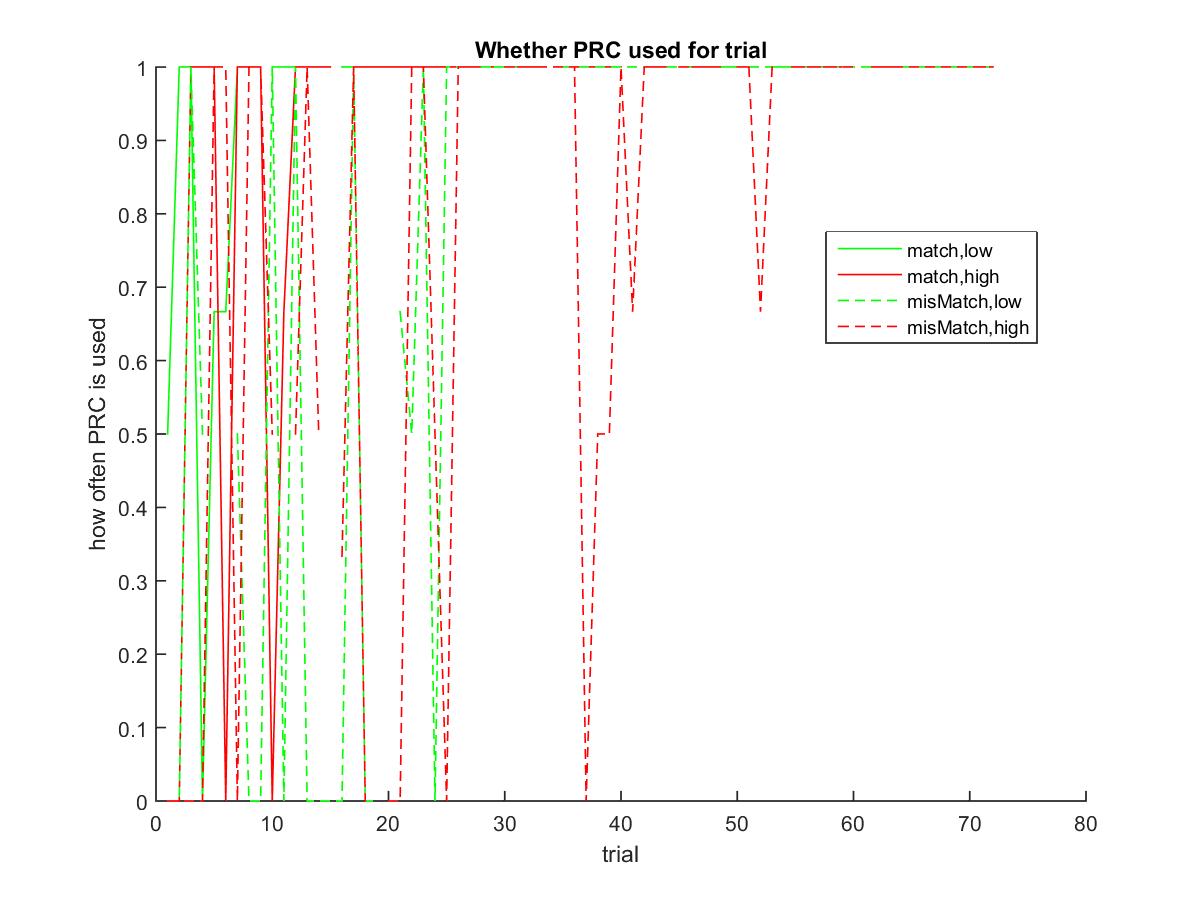 Whether PRC used for trial
1
0.9
0.8
0.7
0.6
0.5
0.4
0.3
0.2
0.1
0
how often PRC is used
match,low
match,high
misMatch,low
misMatch,high
0 10 20 30 40 50 60 70 80
trial